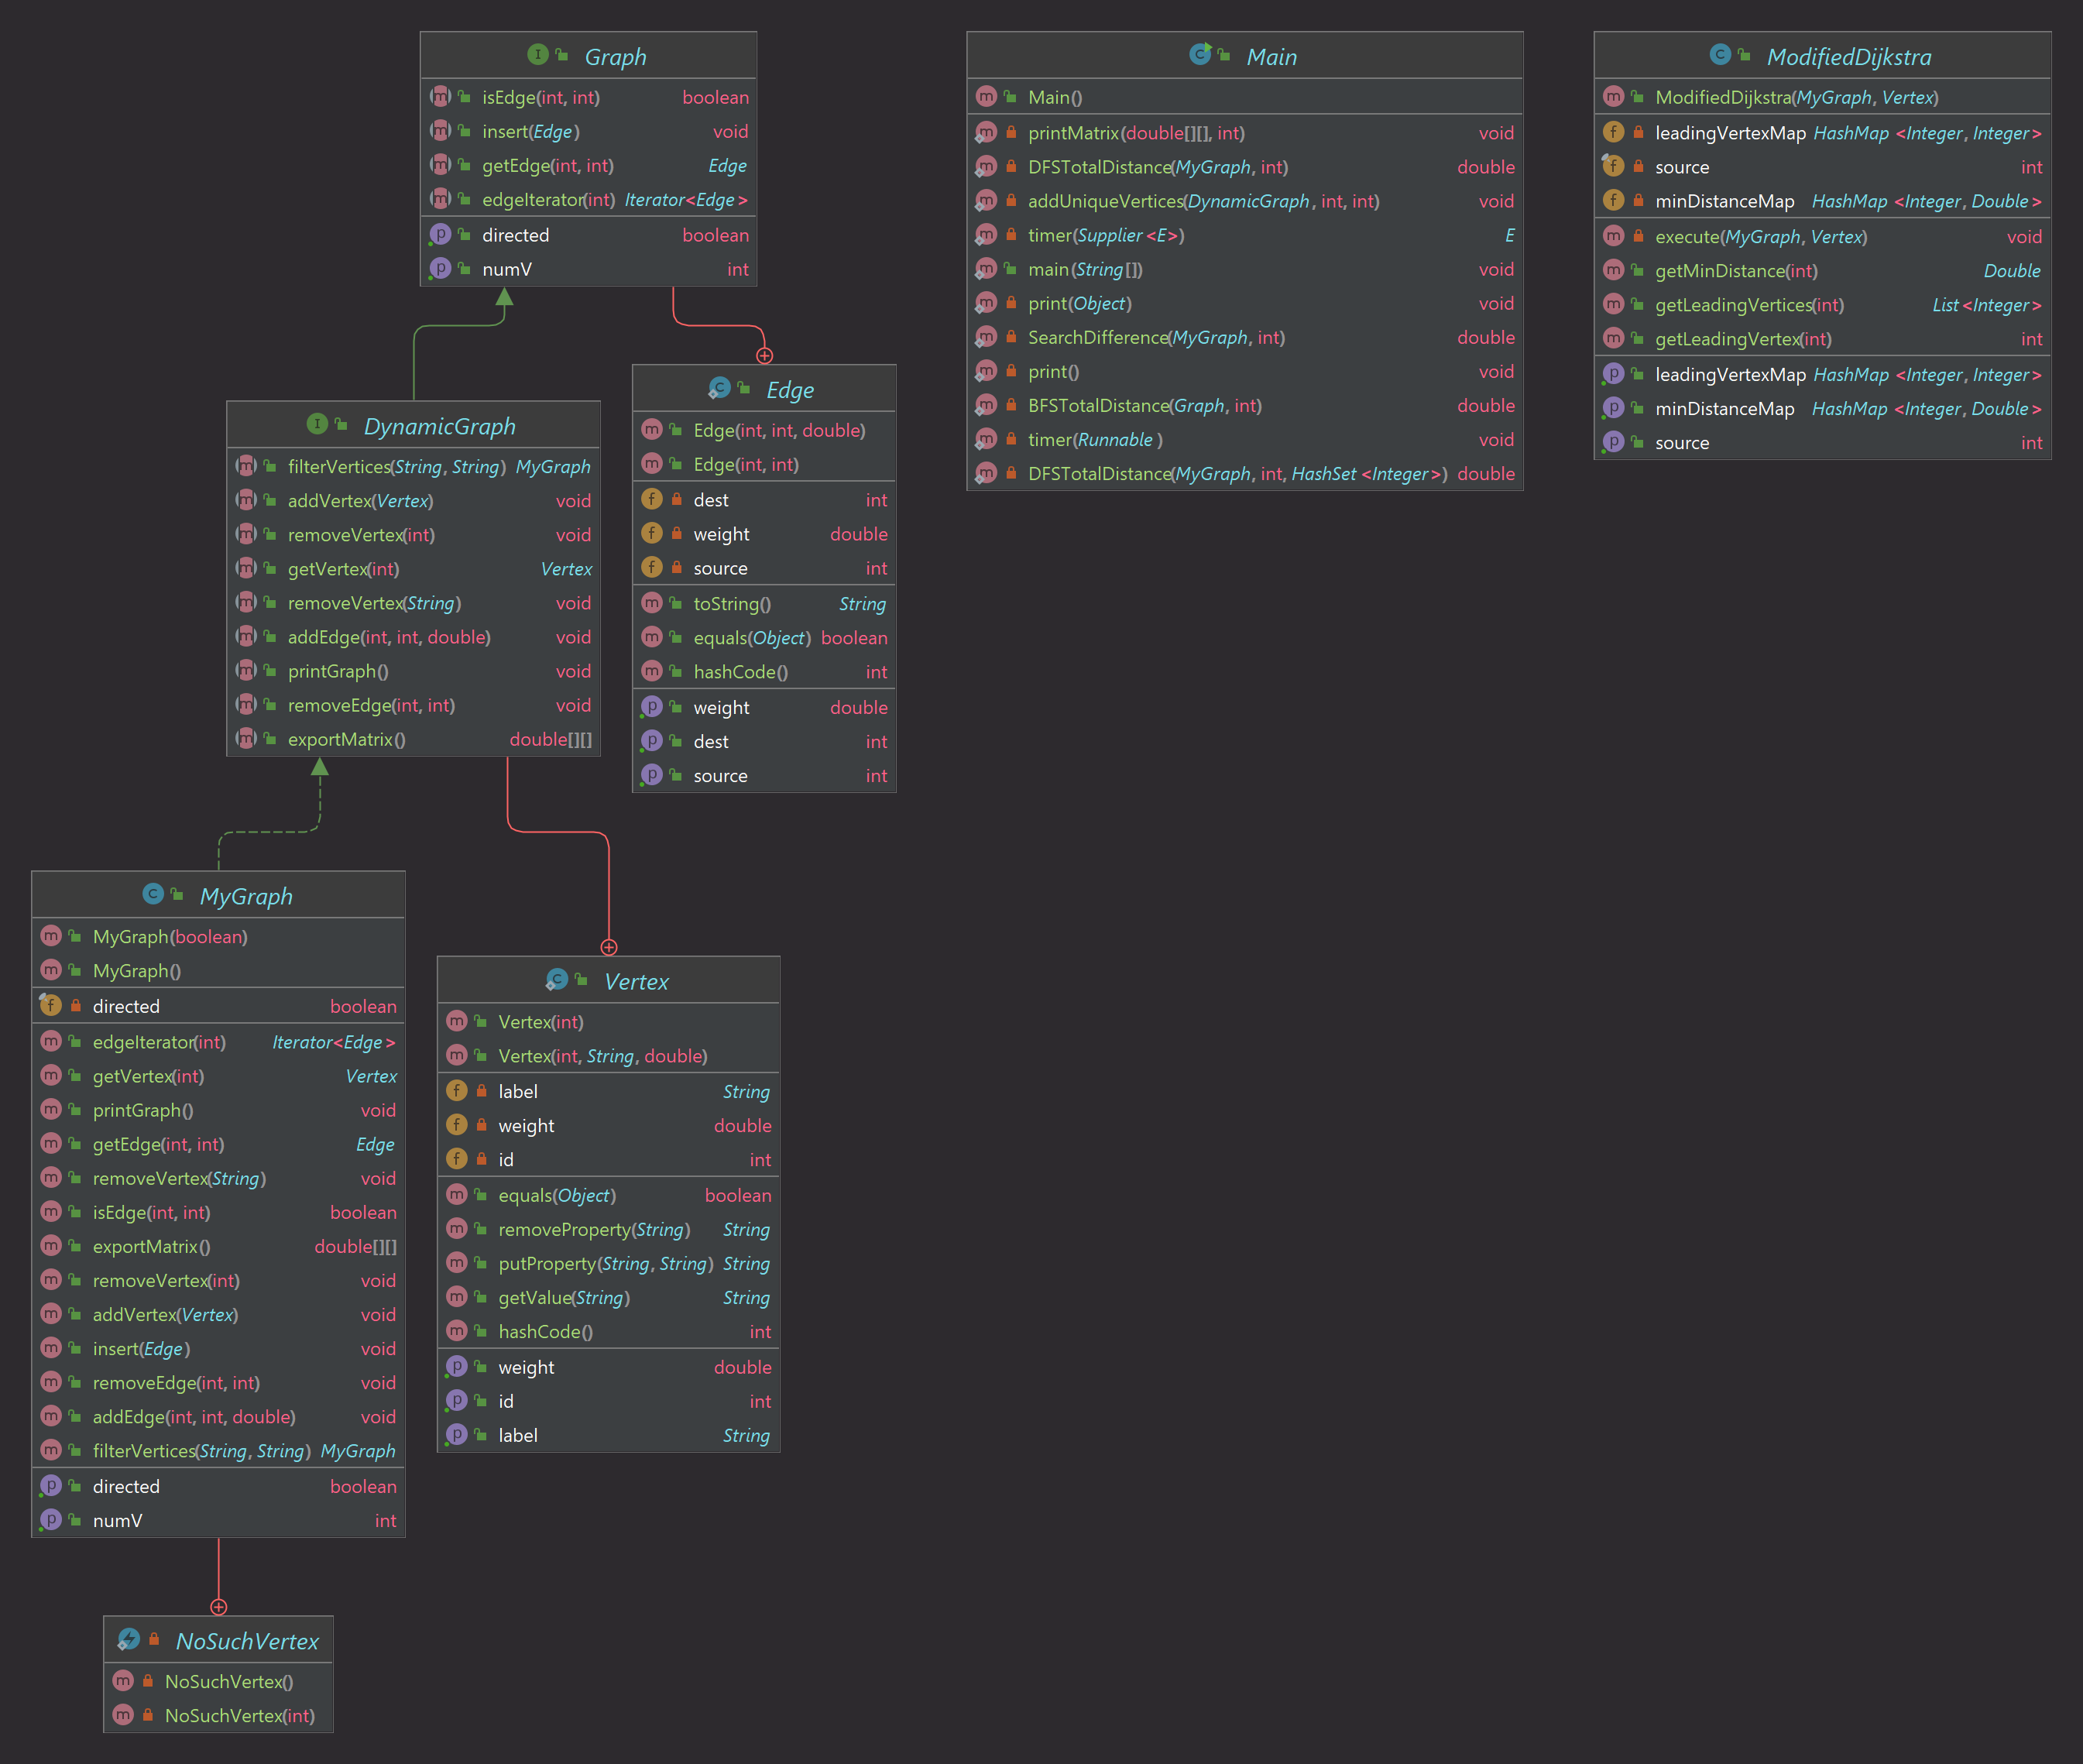 Graph
isEdge(int, int) boolean
insert(Edge) void
getEdge(int, int) Edge
edgeIterator(int) Iterator<Edge>
directed boolean
numV int
Main
Main()
printMatrix(double[][], int) void
DFSTotalDistance(MyGraph, int) double
addUniqueVertices(DynamicGraph, int, int) void
timer(Supplier<E>) E
main(String[]) void
print(Object) void
SearchDifference(MyGraph, int) double
print() void
BFSTotalDistance(Graph, int) double
timer(Runnable) void
DFSTotalDistance(MyGraph, int, HashSet<Integer>) double
ModifiedDijkstra
ModifiedDijkstra(MyGraph, Vertex)
leadingVertexMap HashMap<Integer, Integer>
source int
minDistanceMap HashMap<Integer, Double>
execute(MyGraph, Vertex) void
getMinDistance(int) Double
getLeadingVertices(int) List<Integer>
getLeadingVertex(int) int
leadingVertexMap HashMap<Integer, Integer>
minDistanceMap HashMap<Integer, Double>
source int
Edge
Edge(int, int, double)
Edge(int, int)
dest int
weight double
source int
toString() String
equals(Object) boolean
hashCode() int
weight double
dest int
source int
DynamicGraph
filterVertices(String, String) MyGraph
addVertex(Vertex) void
removeVertex(int) void
getVertex(int) Vertex
removeVertex(String) void
addEdge(int, int, double) void
printGraph() void
removeEdge(int, int) void
exportMatrix() double[][]
MyGraph
MyGraph(boolean)
MyGraph()
directed boolean
edgeIterator(int) Iterator<Edge>
getVertex(int) Vertex
printGraph() void
getEdge(int, int) Edge
removeVertex(String) void
isEdge(int, int) boolean
exportMatrix() double[][]
removeVertex(int) void
addVertex(Vertex) void
insert(Edge) void
removeEdge(int, int) void
addEdge(int, int, double) void
filterVertices(String, String) MyGraph
directed boolean
numV int
Vertex
Vertex(int)
Vertex(int, String, double)
label String
weight double
id int
equals(Object) boolean
removeProperty(String) String
putProperty(String, String) String
getValue(String) String
hashCode() int
weight double
id int
label String
NoSuchVertex
NoSuchVertex()
NoSuchVertex(int)